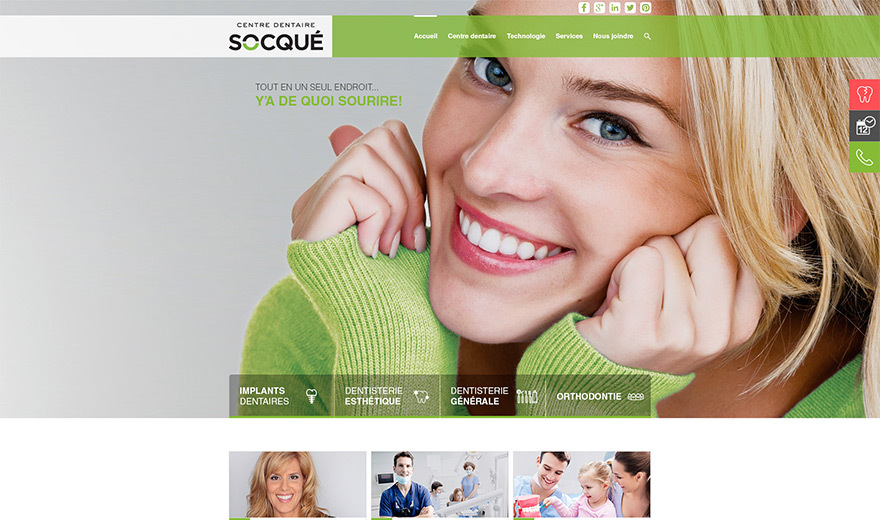 CENTRE DENTAIRE
SOCQUÉ
Accueil Centre dentaire Technologie Services Nous joindre
TOUT EN UN SEUL ENDROIT...
Y'A DE QUOI SOURIRE!
12
IMPLANTS
DENTAIRES
DENTISTERIE
ESTHÉTIQUE
DENTISTERIE
GÉNÉRALE
ORTHODONTIE